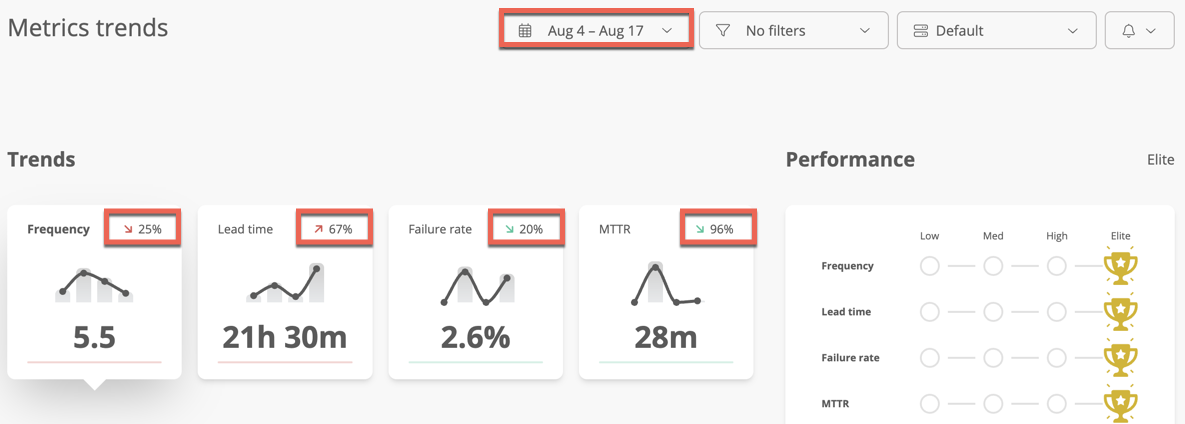 Metrics trends
Aug 4 – Aug 17
No filters
Default
Trends
Frequency
25%
5.5
Lead time
67%
21h 30m
Failure rate
20%
2.6%
MTTR
96%
28m
Performance
Elite
Low Med High Elite
Frequency
Lead time
Failure rate
MTTR